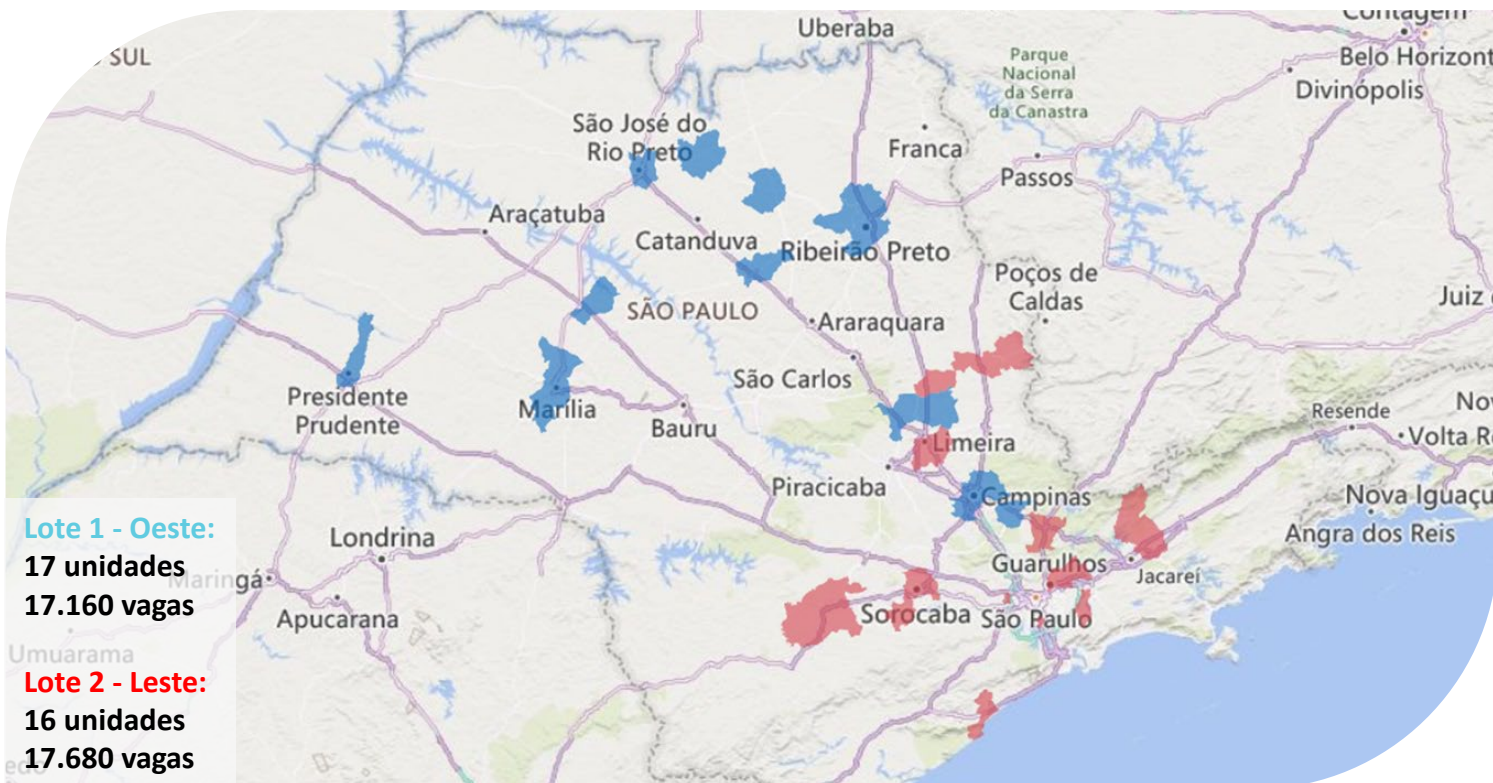 Contagem
Uberaba
SUL
Parque
Nacional
da Serra
da Canastra
Belo Horizont
Divinópolis
São José do
Rio Preto
Franca
Passos
Araçatuba
Catanduva
Ribeirão Preto
Poços de
Caldas
Juiz
SÃO PAULO
Araraquara
São Carlos
Presidente
Prudente
Marília
Bauru
Resende
Nov
Volta R
Limeira
Piracicaba
Campinas
Nova Iguaçu
Angra dos Reis
Lote 1 - Oeste:
17 unidades
17.160 vagas
Londrina
Maringá
Apucarana
Guarulhos
Jacareí
Sorocaba
São Paulo
Umuarama
Lote 2 - Leste:
16 unidades
17.680 vagas